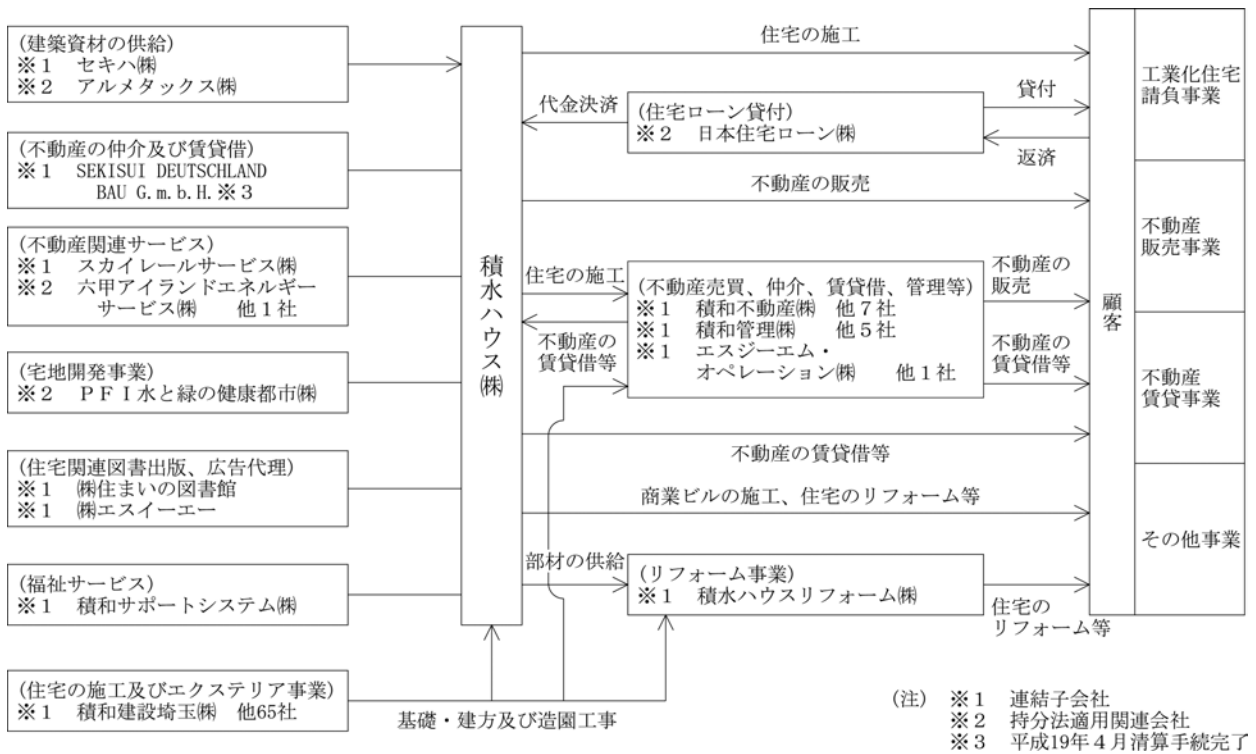 (建築資材の供給)
※1 セキハ㈱
※2 アルメタックス㈱
(不動産の仲介及び賃貸借)
※1 SEKISUI DEUTSCHLAND
BAU G.m.b.H.※3
(不動産関連サービス)
※1 スカイレールサービス㈱
※2 六甲アイランドエネルギー
サービス㈱ 他1社
(宅地開発事業)
※2 PFI水と緑の健康都市㈱
(住宅関連図書出版、広告代理)
※1 ㈱住まいの図書館
※1 ㈱エスイーエー
(福祉サービス)
※1 積和サポートシステム㈱
(住宅の施工及びエクステリア事業)
※1 積和建設埼玉㈱ 他65社
積水ハウス㈱
住宅の施工
代金決済
(住宅ローン貸付)
※2 日本住宅ローン㈱
貸付
返済
不動産の販売
住宅の施工
不動産の
賃貸借等
(不動産売買、仲介、賃貸借、管理等)
※1 積和不動産㈱ 他7社
※1 積和管理㈱ 他5社
※1 エスジーエム・
オペレーション㈱ 他1社
不動産の
販売
不動産の
賃貸借等
不動産の賃貸借等
商業ビルの施工、住宅のリフォーム等
部材の供給
(リフォーム事業)
※1 積水ハウスリフォーム㈱
住宅の
リフォーム等
基礎・建方及び造園工事
顧客
工業化住宅
請負事業
不動産
販売事業
不動産
賃貸事業
その他事業
(注) ※1 連結子会社
※2 持分法適用関連会社
※3 平成19年4月清算手続完了